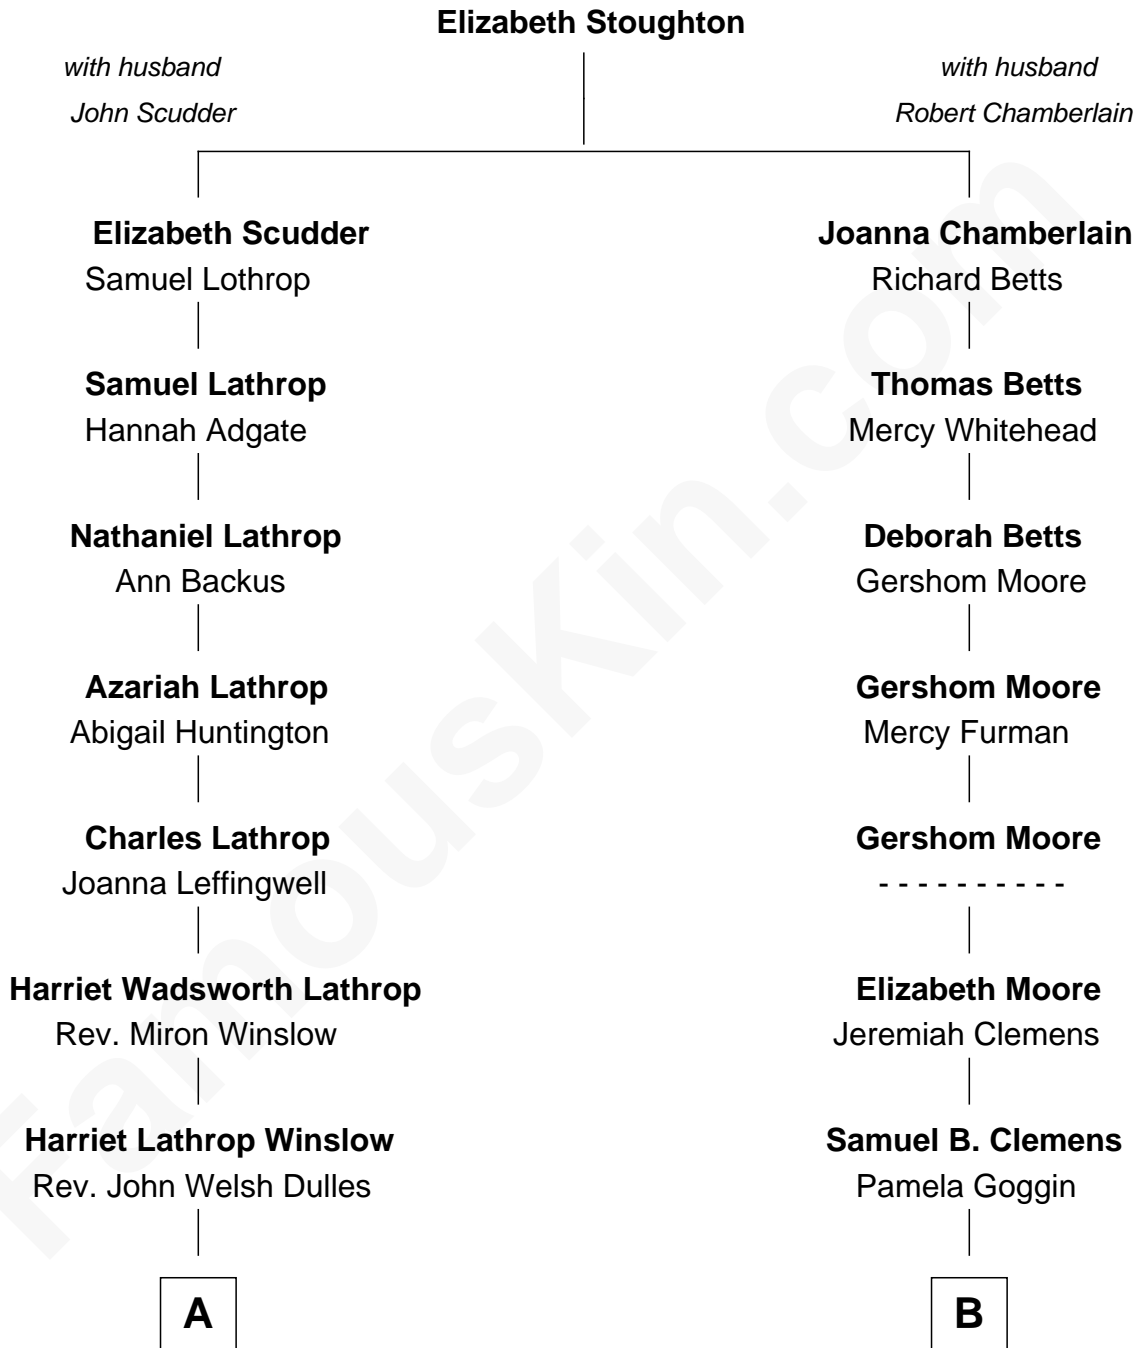 Elizabeth Stoughton
with husband
John Scudder
with husband
Robert Chamberlain
Elizabeth Scudder
Samuel Lothrop
Joanna Chamberlain
Richard Betts
Samuel Lathrop
Hannah Adgate
Thomas Betts
Mercy Whitehead
Nathaniel Lathrop
Ann Backus
Deborah Betts
Gershom Moore
Azariah Lathrop
Abigail Huntington
Gershom Moore
Mercy Furman
Charles Lathrop
Joanna Leffingwell
Gershom Moore
- - - - - - - - - -
Harriet Wadsworth Lathrop
Rev. Miron Winslow
Elizabeth Moore
Jeremiah Clemens
Harriet Lathrop Winslow
Rev. John Welsh Dulles
Samuel B. Clemens
Pamela Goggin
A
B
FamousKin.com